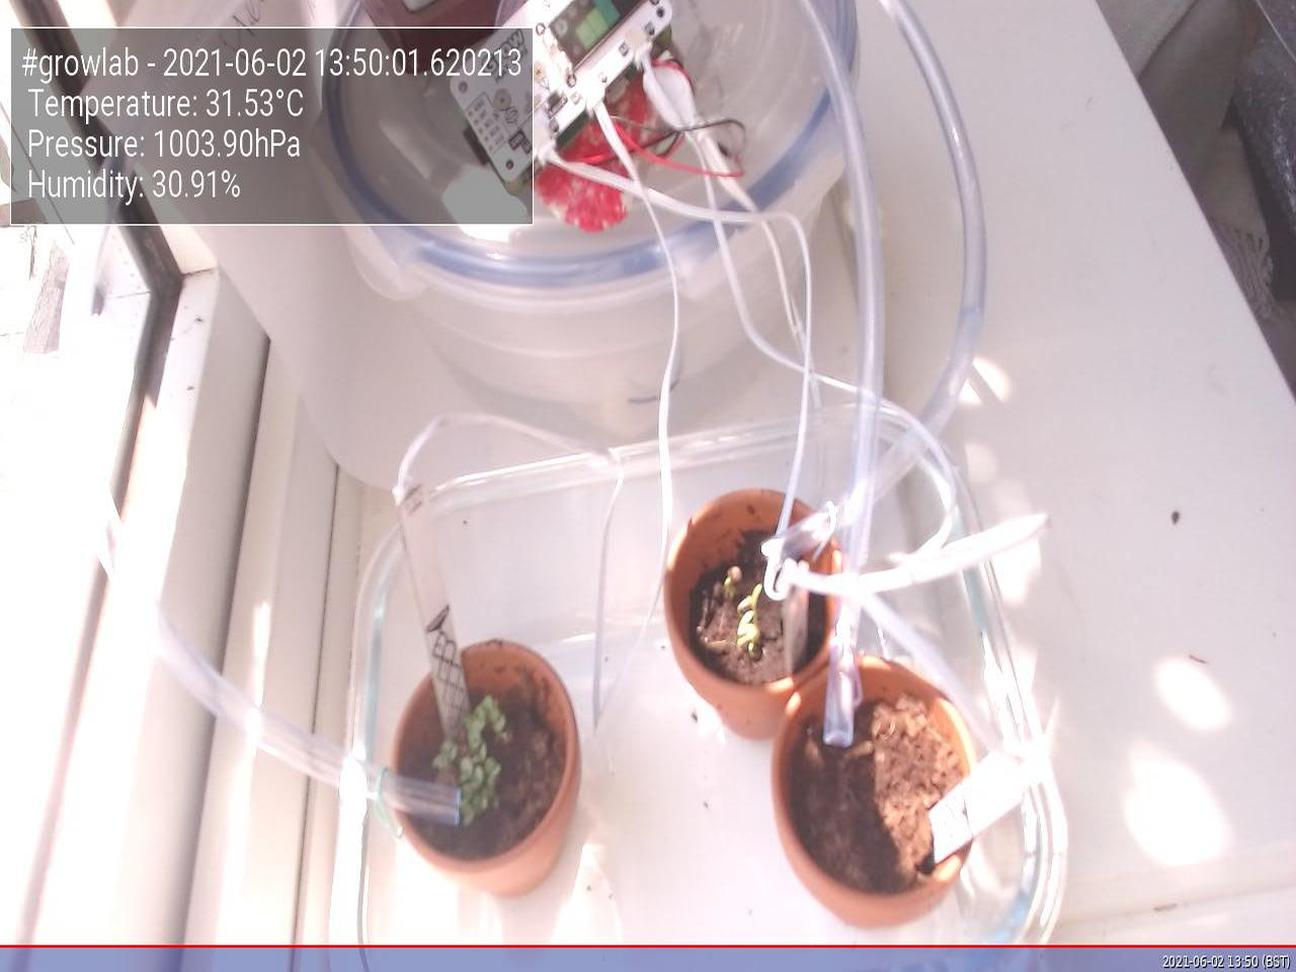 #growlab - 2021-06-02 13:50:01.620213
Temperature: 31.53°C
Pressure: 1003.90hPa
Humidity: 30.91%
2021-06-02 13:50 (BST)